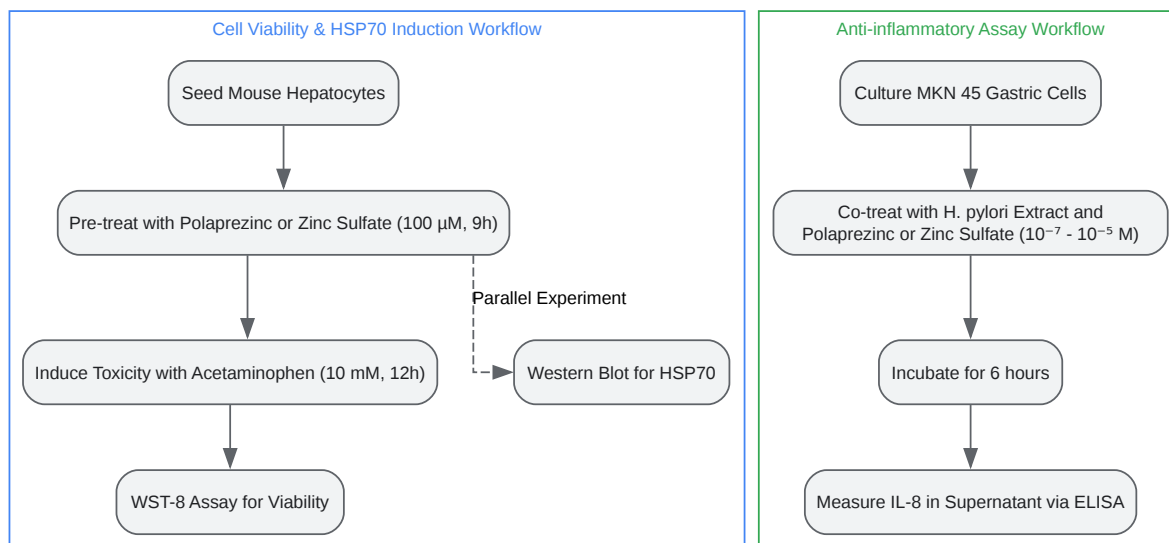 Cell Viability & HSP70 Induction Workflow
Seed Mouse Hepatocytes
Pre-treat with Polaprezinc or Zinc Sulfate (100 µM, 9h)
Parallel Experiment
Induce Toxicity with Acetaminophen (10 mM, 12h)
Western Blot for HSP70
WST-8 Assay for Viability
Anti-inflammatory Assay Workflow
Culture MKN 45 Gastric Cells
Co-treat with H. pylori Extract and
Polaprezinc or Zinc Sulfate (10⁻⁷ - 10⁻⁵ M)
Incubate for 6 hours
Measure IL-8 in Supernatant via ELISA